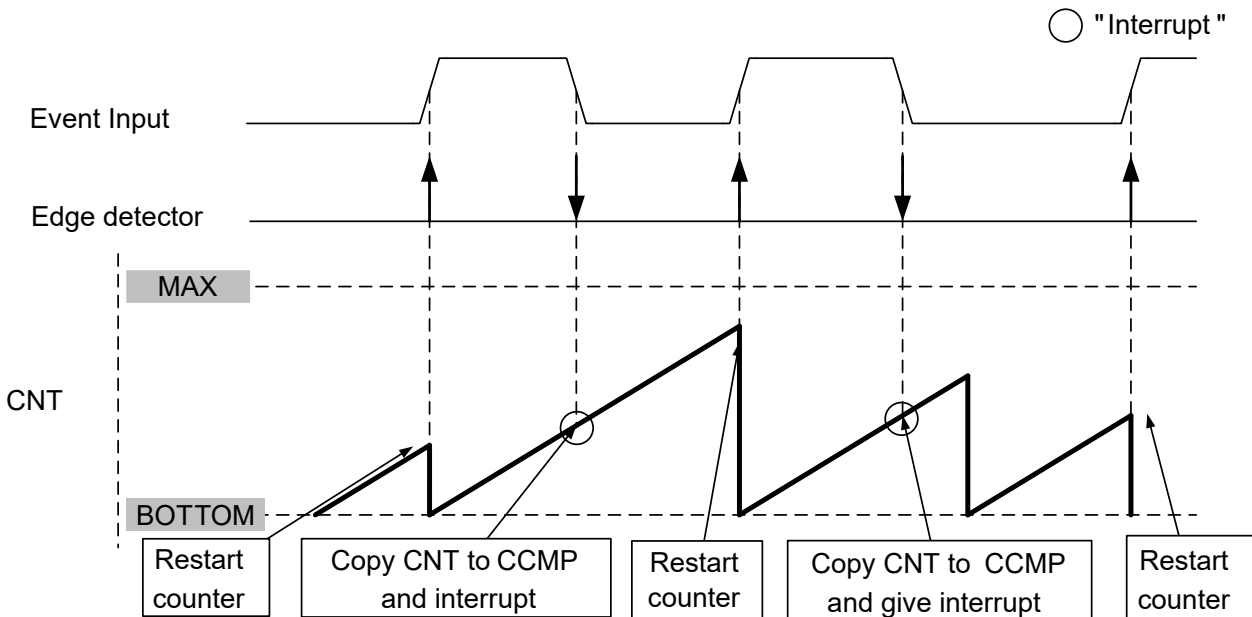 "Interrupt"
Event Input
Edge detector
MAX
CNT
BOTTOM
Restart
counter
Copy CNT to CCMP
and interrupt
Restart
counter
Copy CNT to CCMP
and give interrupt
Restart
counter